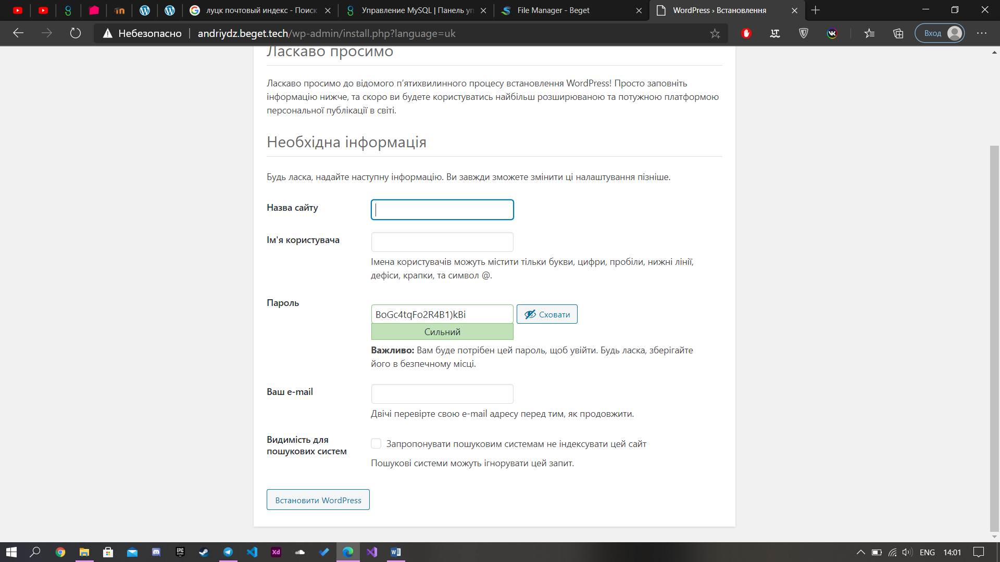 луцк почтовый индекс - Поиск
Управление MySQL | Панель уп
File Manager - Beget
WordPress › Встановлення
Небезопасно
andriydz.beget.tech/wp-admin/install.php?language=uk
Вход
Ласкаво просимо
Ласкаво просимо до відомого п’ятихвилинного процесу встановлення WordPress! Просто заповніть
інформацію нижче, та скоро ви будете користуватись найбільш розширюваною та потужною платформою
персональної публікації в світі.
Необхідна інформація
Будь ласка, надайте наступну інформацію. Ви завжди зможете змінити ці налаштування пізніше.
Назва сайту
Ім'я користувача
Імена користувачів можуть містити тільки букви, цифри, пробіли, нижні лінії,
дефіси, крапки, та символ @.
Пароль
BoGc4tqFo2R4B1)kBi
Сховати
Сильний
Важливо: Вам буде потрібен цей пароль, щоб увійти. Будь ласка, зберігайте
його в безпечному місці.
Ваш e-mail
Двічі перевірте свою e-mail адресу перед тим, як продовжити.
Видимість для
пошукових систем
Запропонувати пошуковим системам не індексувати цей сайт
Пошукові системи можуть ігнорувати цей запит.
Встановити WordPress
EPIC
GAMES
Xd
ENG
14:01